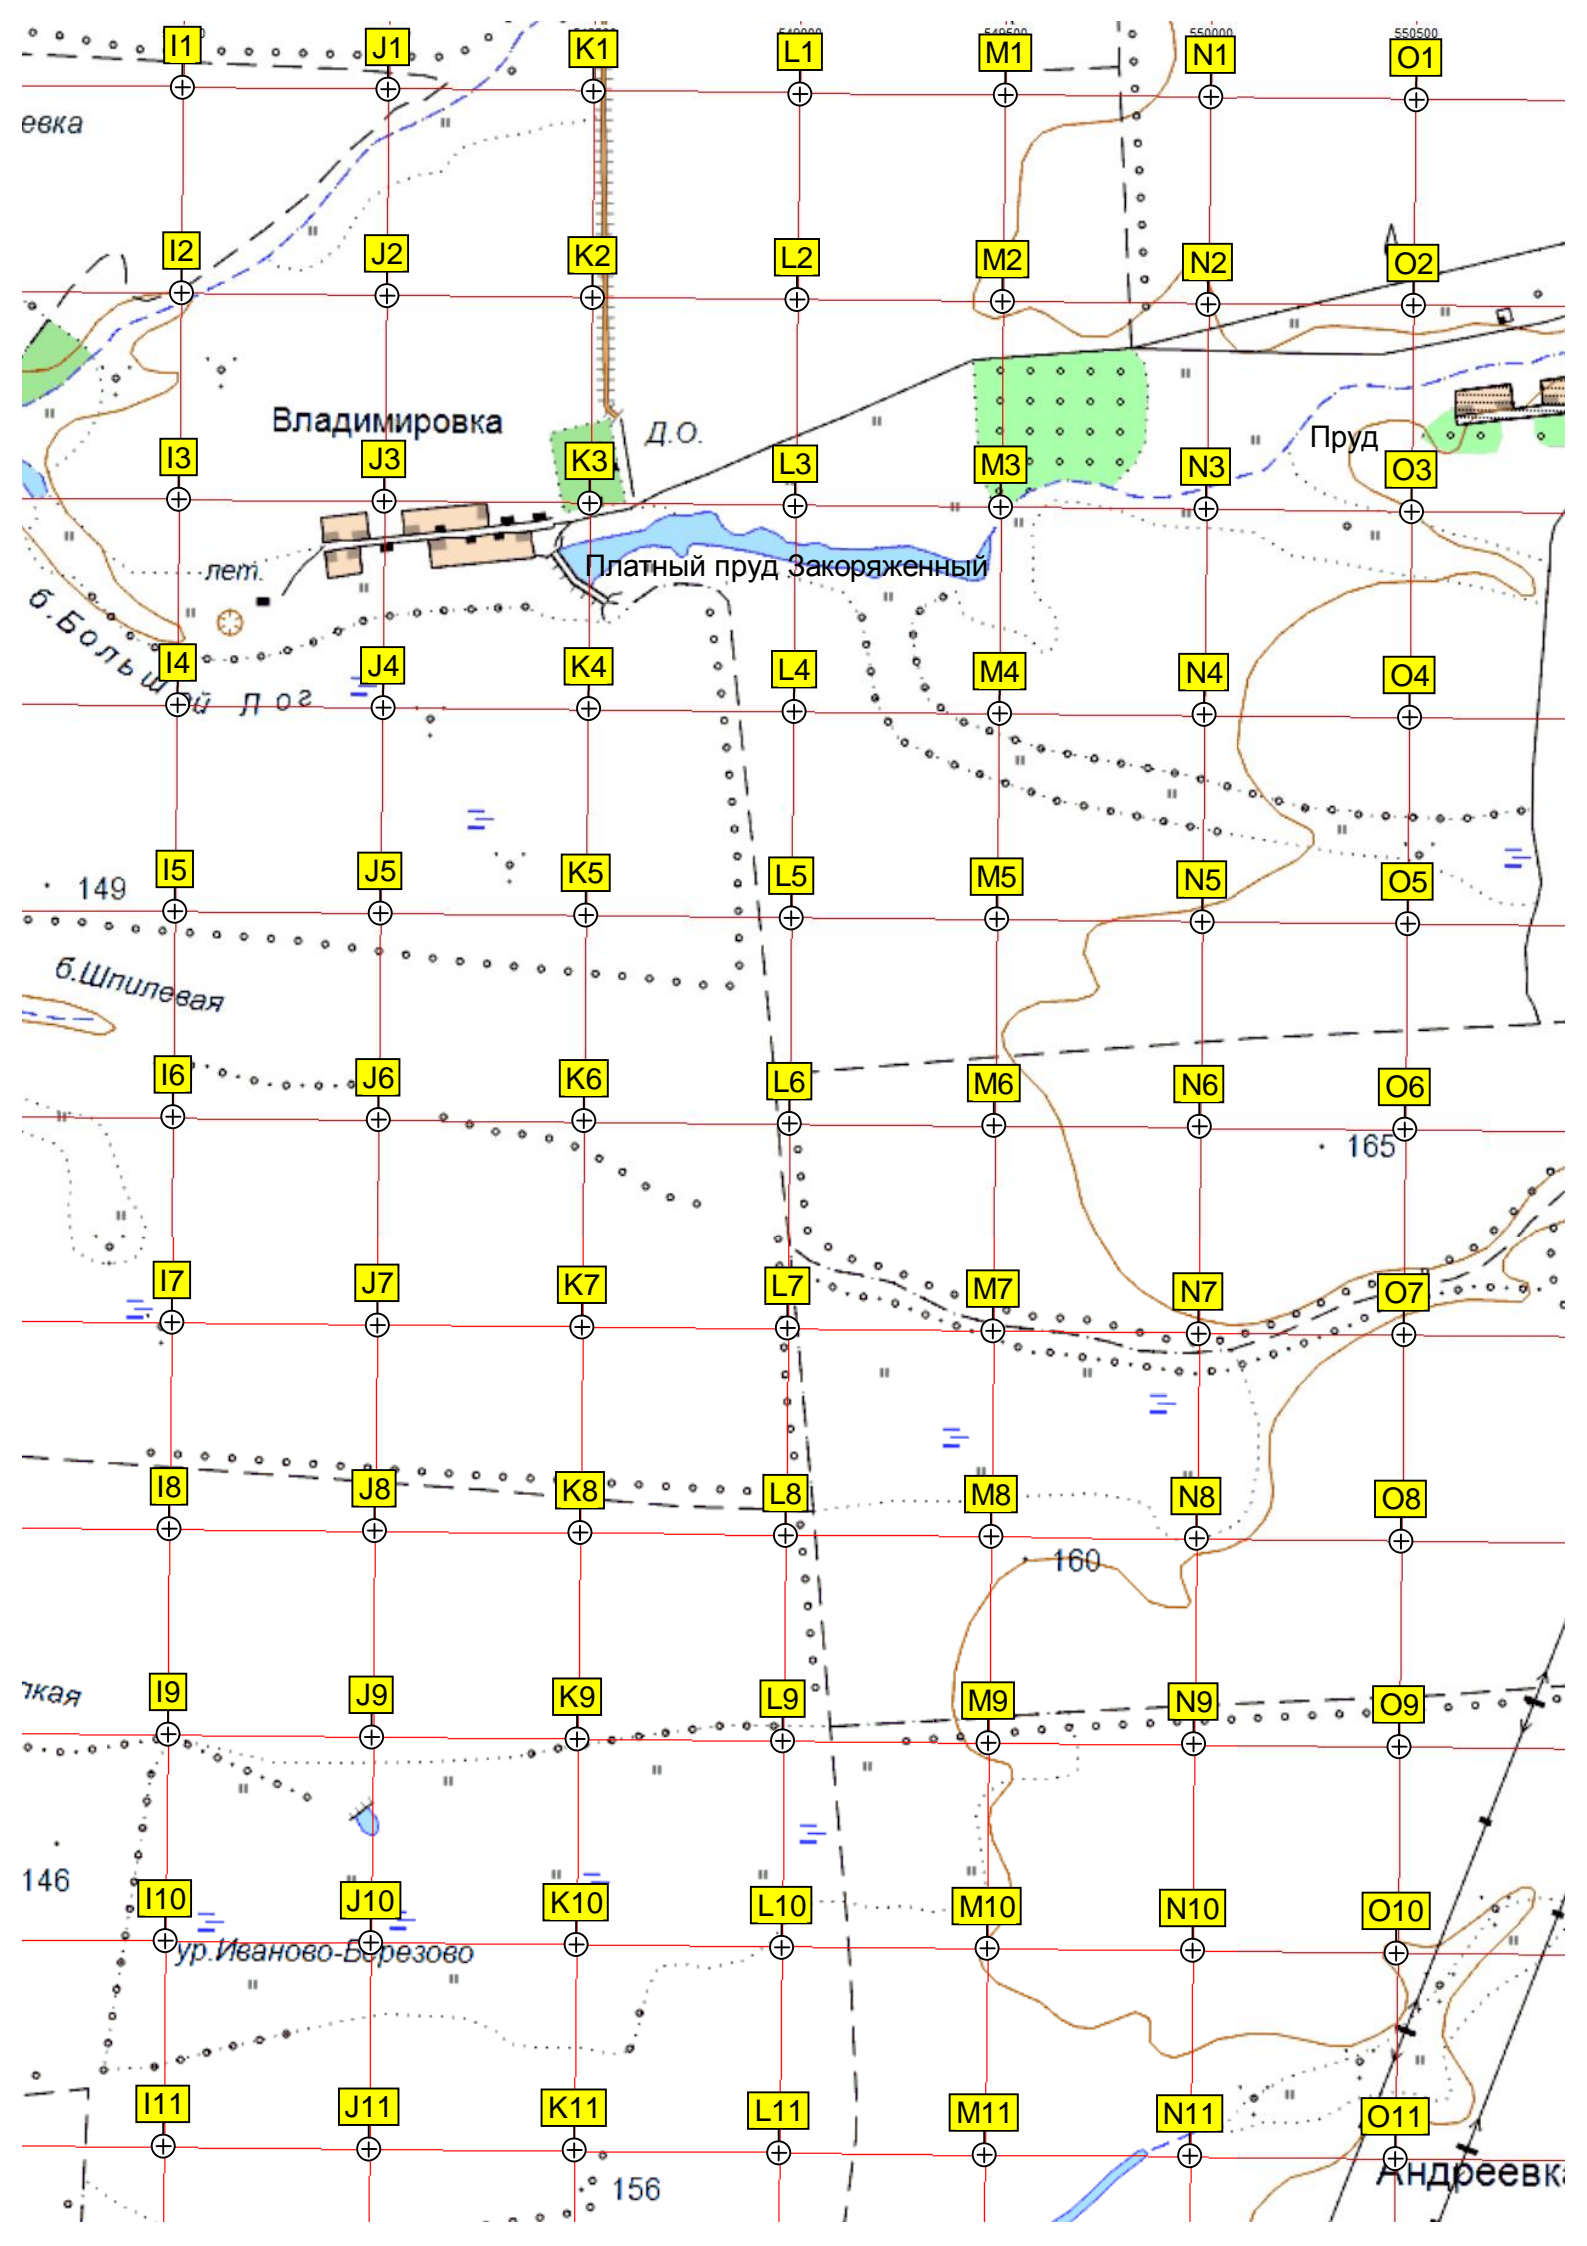 549000 549500 550000 550500
I1 J1 K1 L1 M1 N1 O1
евка
I2 J2 K2 L2 M2 N2 O2
Владимировка Д.О. Пруд
I3 J3 K3 L3 M3 N3 O3
лет. Платный пруд Закоряженный
б.Большой Лог
I4 J4 K4 L4 M4 N4 O4
I5 J5 K5 L5 M5 N5 O5
149
б.Шпилевая
I6 J6 K6 L6 M6 N6 O6
165
I7 J7 K7 L7 M7 N7 O7
I8 J8 K8 L8 M8 N8 O8
160
I9 J9 K9 L9 M9 N9 O9
кая
146
I10 J10 K10 L10 M10 N10 O10
ур.Иваново-Березово
I11 J11 K11 L11 M11 N11 O11
156 Андреевка